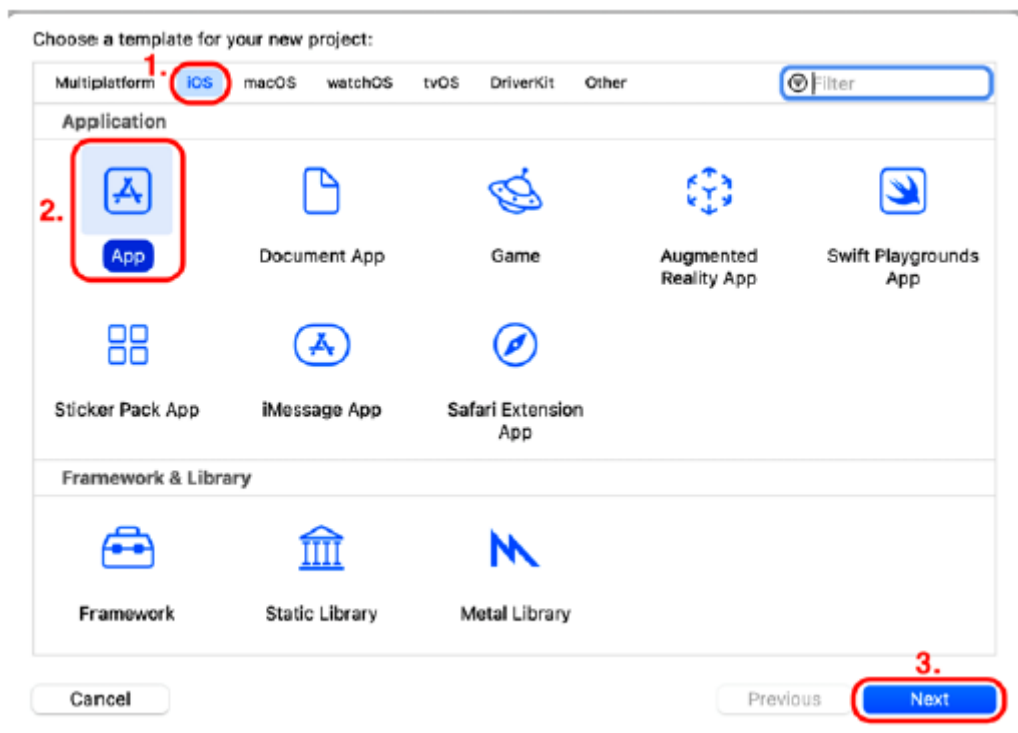 Choose a template for your new project:
1.
Multiplatform iOS macOS watchOS tvOS DriverKit Other Filter
Application
2.
App Document App Game Augmented Reality App Swift Playgrounds App
Sticker Pack App iMessage App Safari Extension App
Framework & Library
Framework Static Library Metal Library
3.
Cancel Previous Next